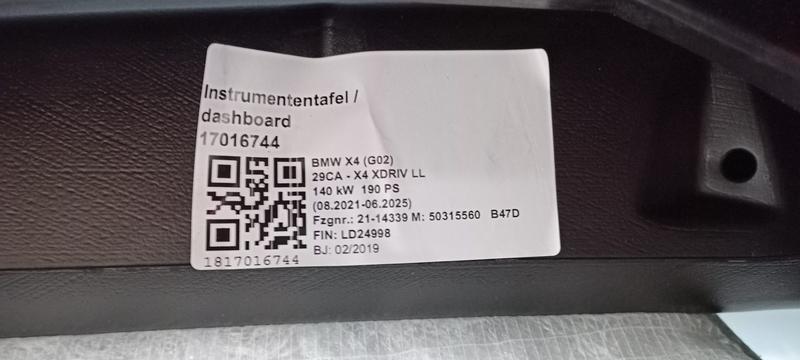 Instrumententafel /
dashboard
17016744
BMW X4 (G02)
29CA - X4 XDRIV LL
140 kW 190 PS
(08.2021-06.2025)
Fzgnr.: 21-14339 M: 50315560 B47D
FIN: LD24998
BJ: 02/2019
1817016744